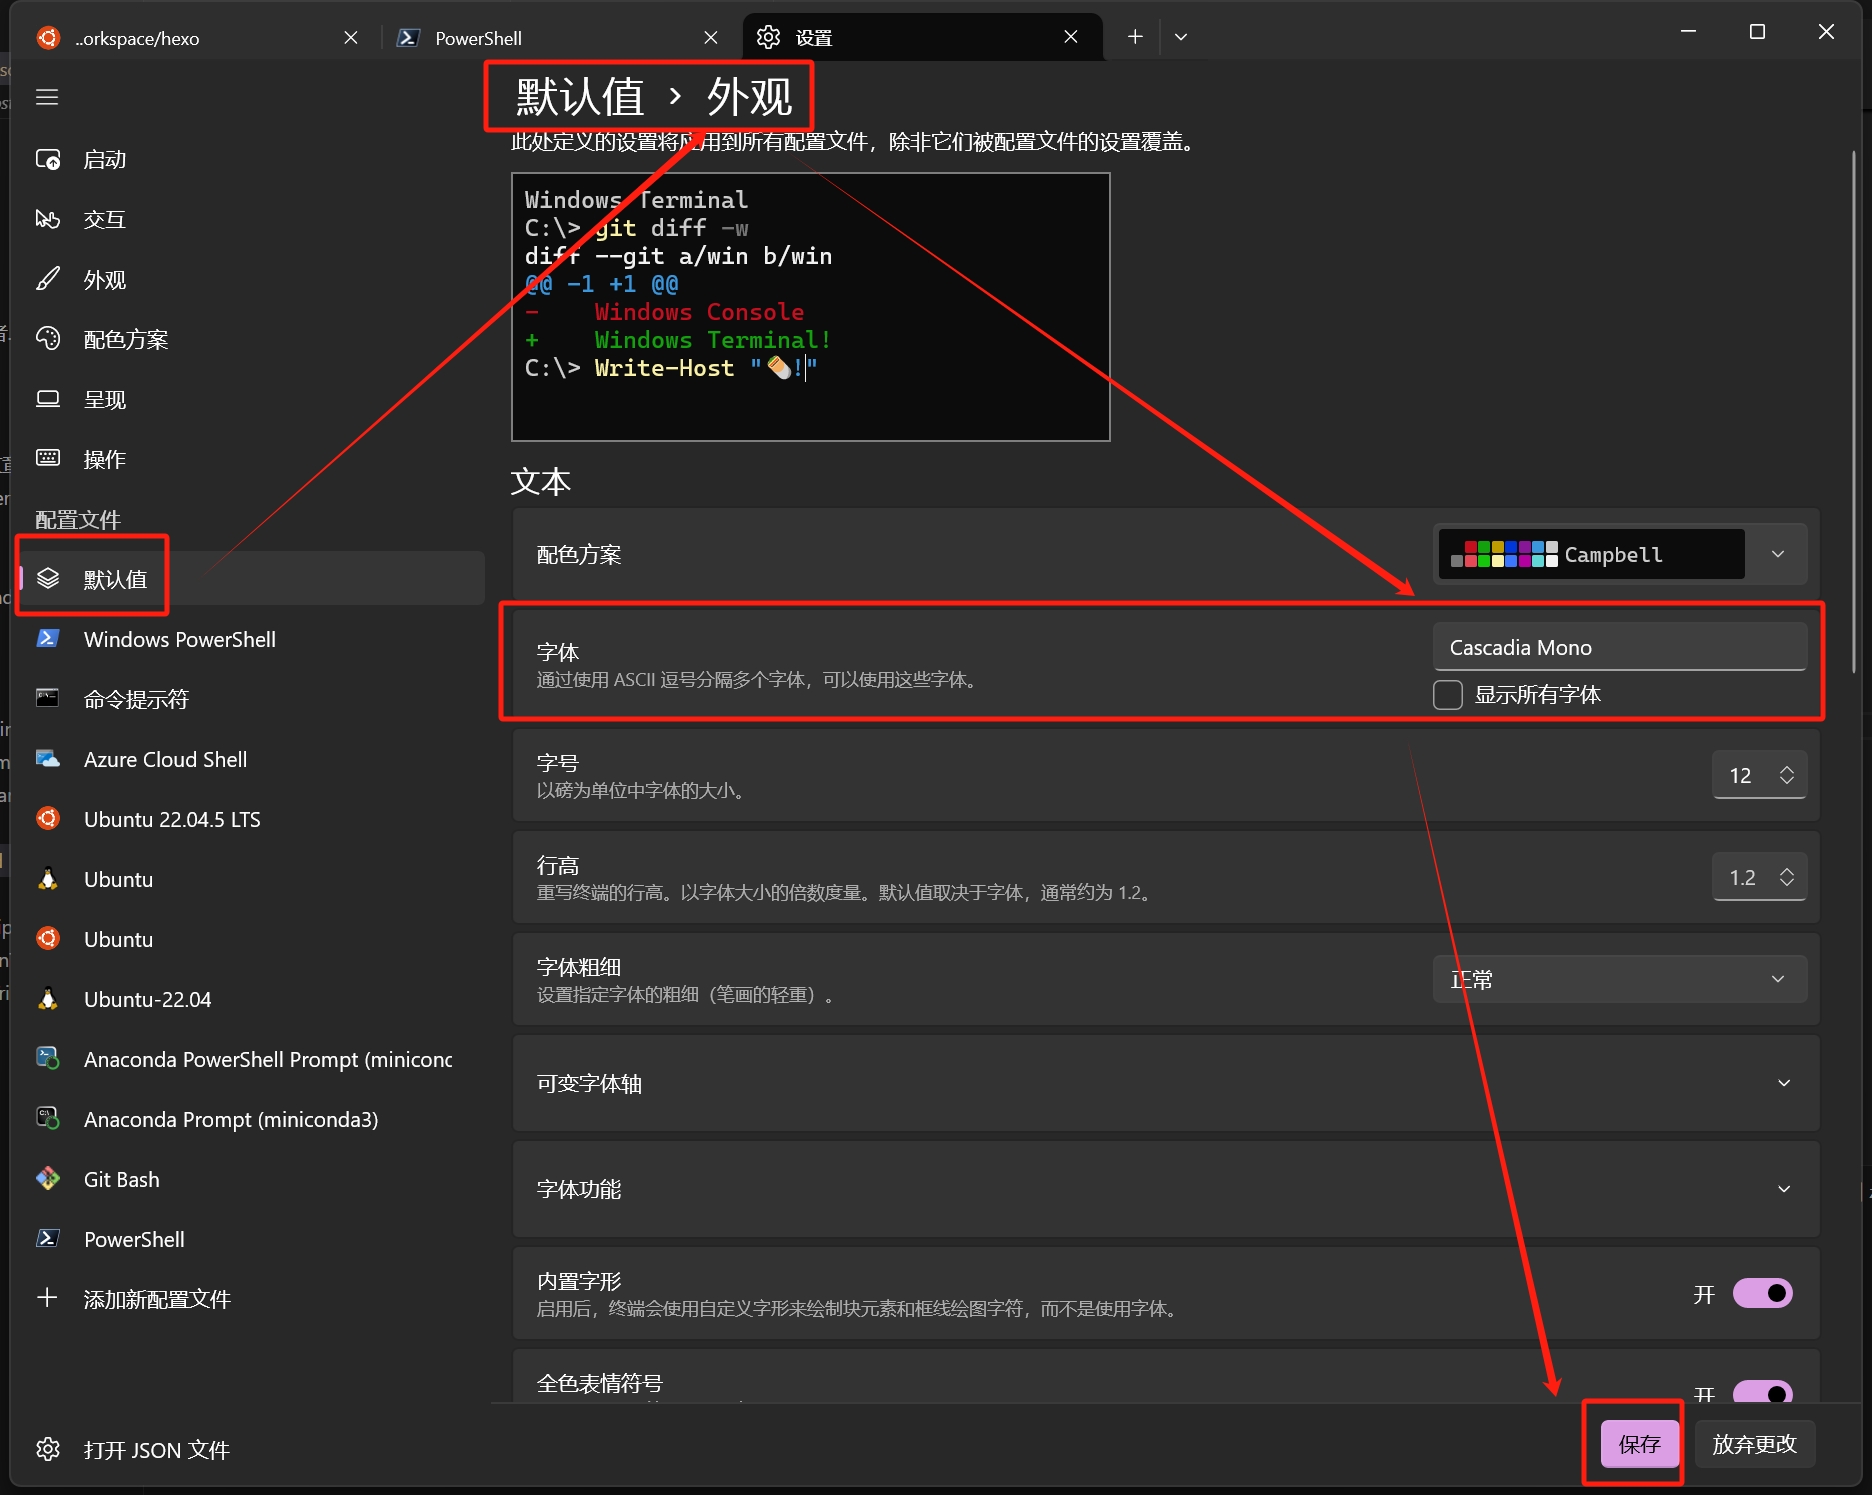 ..orkspace/hexo
PowerShell
设置
启动
交互
外观
配色方案
呈现
操作
配置文件
默认值
Windows PowerShell
命令提示符
Azure Cloud Shell
Ubuntu 22.04.5 LTS
Ubuntu
Ubuntu
Ubuntu-22.04
Anaconda PowerShell Prompt (miniconc
Anaconda Prompt (miniconda3)
Git Bash
PowerShell
添加新配置文件
打开 JSON 文件
默认值 › 外观
此处定义的设置将应用到所有配置文件，除非它们被配置文件的设置覆盖。
Windows Terminal
C:\> git diff -w
diff --git a/win b/win
@@ -1 +1 @@
- Windows Console
+ Windows Terminal!
C:\> Write-Host "🌯!"
文本
配色方案
Campbell
字体
通过使用 ASCII 逗号分隔多个字体，可以使用这些字体。
Cascadia Mono
显示所有字体
字号
以磅为单位中字体的大小。
12
行高
重写终端的行高。以字体大小的倍数度量。默认值取决于字体，通常约为 1.2。
1.2
字体粗细
设置指定字体的粗细（笔画的轻重）。
正常
可变字体轴
字体功能
内置字形
启用后，终端会使用自定义字形来绘制块元素和框线绘图字符，而不是使用字体。
开
全色表情符号
开
保存
放弃更改